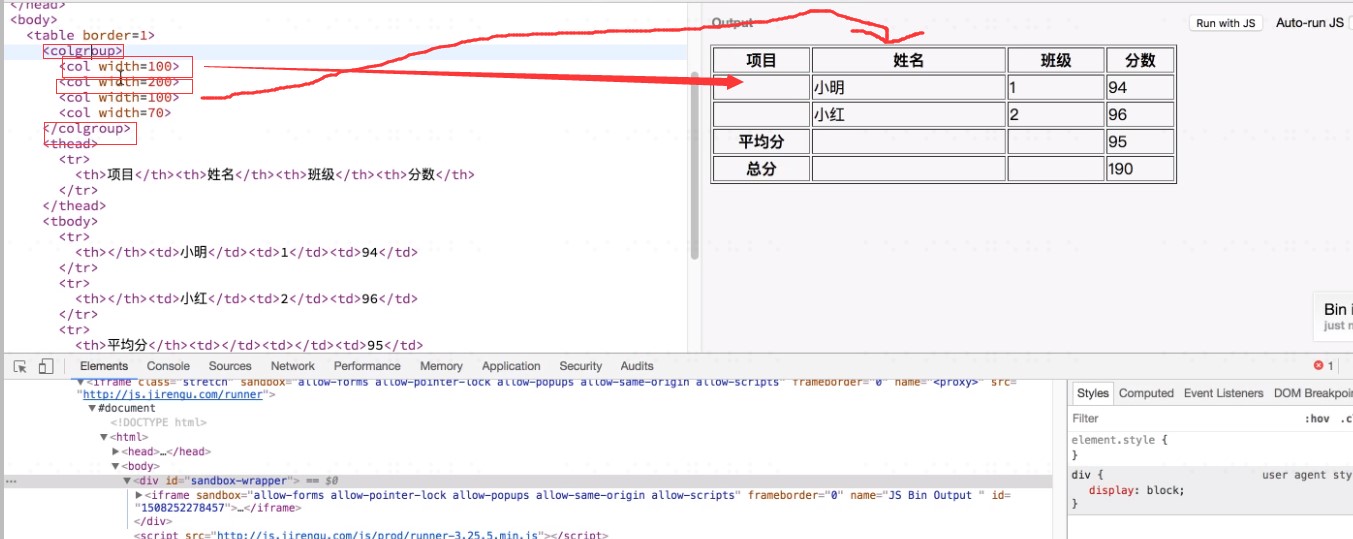 </head>
<body>
<table border=1>
<colgroup>
<col width=100>
<col width=200>
<col width=100>
<col width=70>
</colgroup>
<thead>
<tr>
<th>项目</th><th>姓名</th><th>班级</th><th>分数</th>
</tr>
</thead>
<tbody>
<tr>
<th></th><td>小明</td><td>1</td><td>94</td>
</tr>
<tr>
<th></th><td>小红</td><td>2</td><td>96</td>
</tr>
<tr>
<th>平均分</th><td></td><td></td><td>95</td>
Output Run with JS Auto-run JS
项目 姓名 班级 分数
小明 1 94
小红 2 96
平均分 95
总分 190
Bin i
just m
Elements Console Sources Network Performance Memory Application Security Audits 1
▼<iframe class="stretch" sandbox="allow-forms allow-pointer-lock allow-popups allow-same-origin allow-scripts" frameborder="0" name="<proxy>" src=
"http://js.jirengu.com/runner">
▼#document
<!DOCTYPE html>
▼<html>
▶<head>…</head>
▼<body>
… ▼<div id="sandbox-wrapper"> == $0
▶<iframe sandbox="allow-forms allow-pointer-lock allow-popups allow-same-origin allow-scripts" frameborder="0" name="JS Bin Output " id=
"1508252278457">…</iframe>
</div>
<script src="http://js.jirengu.com/js/prod/runner-3.25.5.min.js"></script>
Styles Computed Event Listeners DOM Breakpoin
Filter :hov .c
element.style {
}
div { user agent sty
display: block;
}